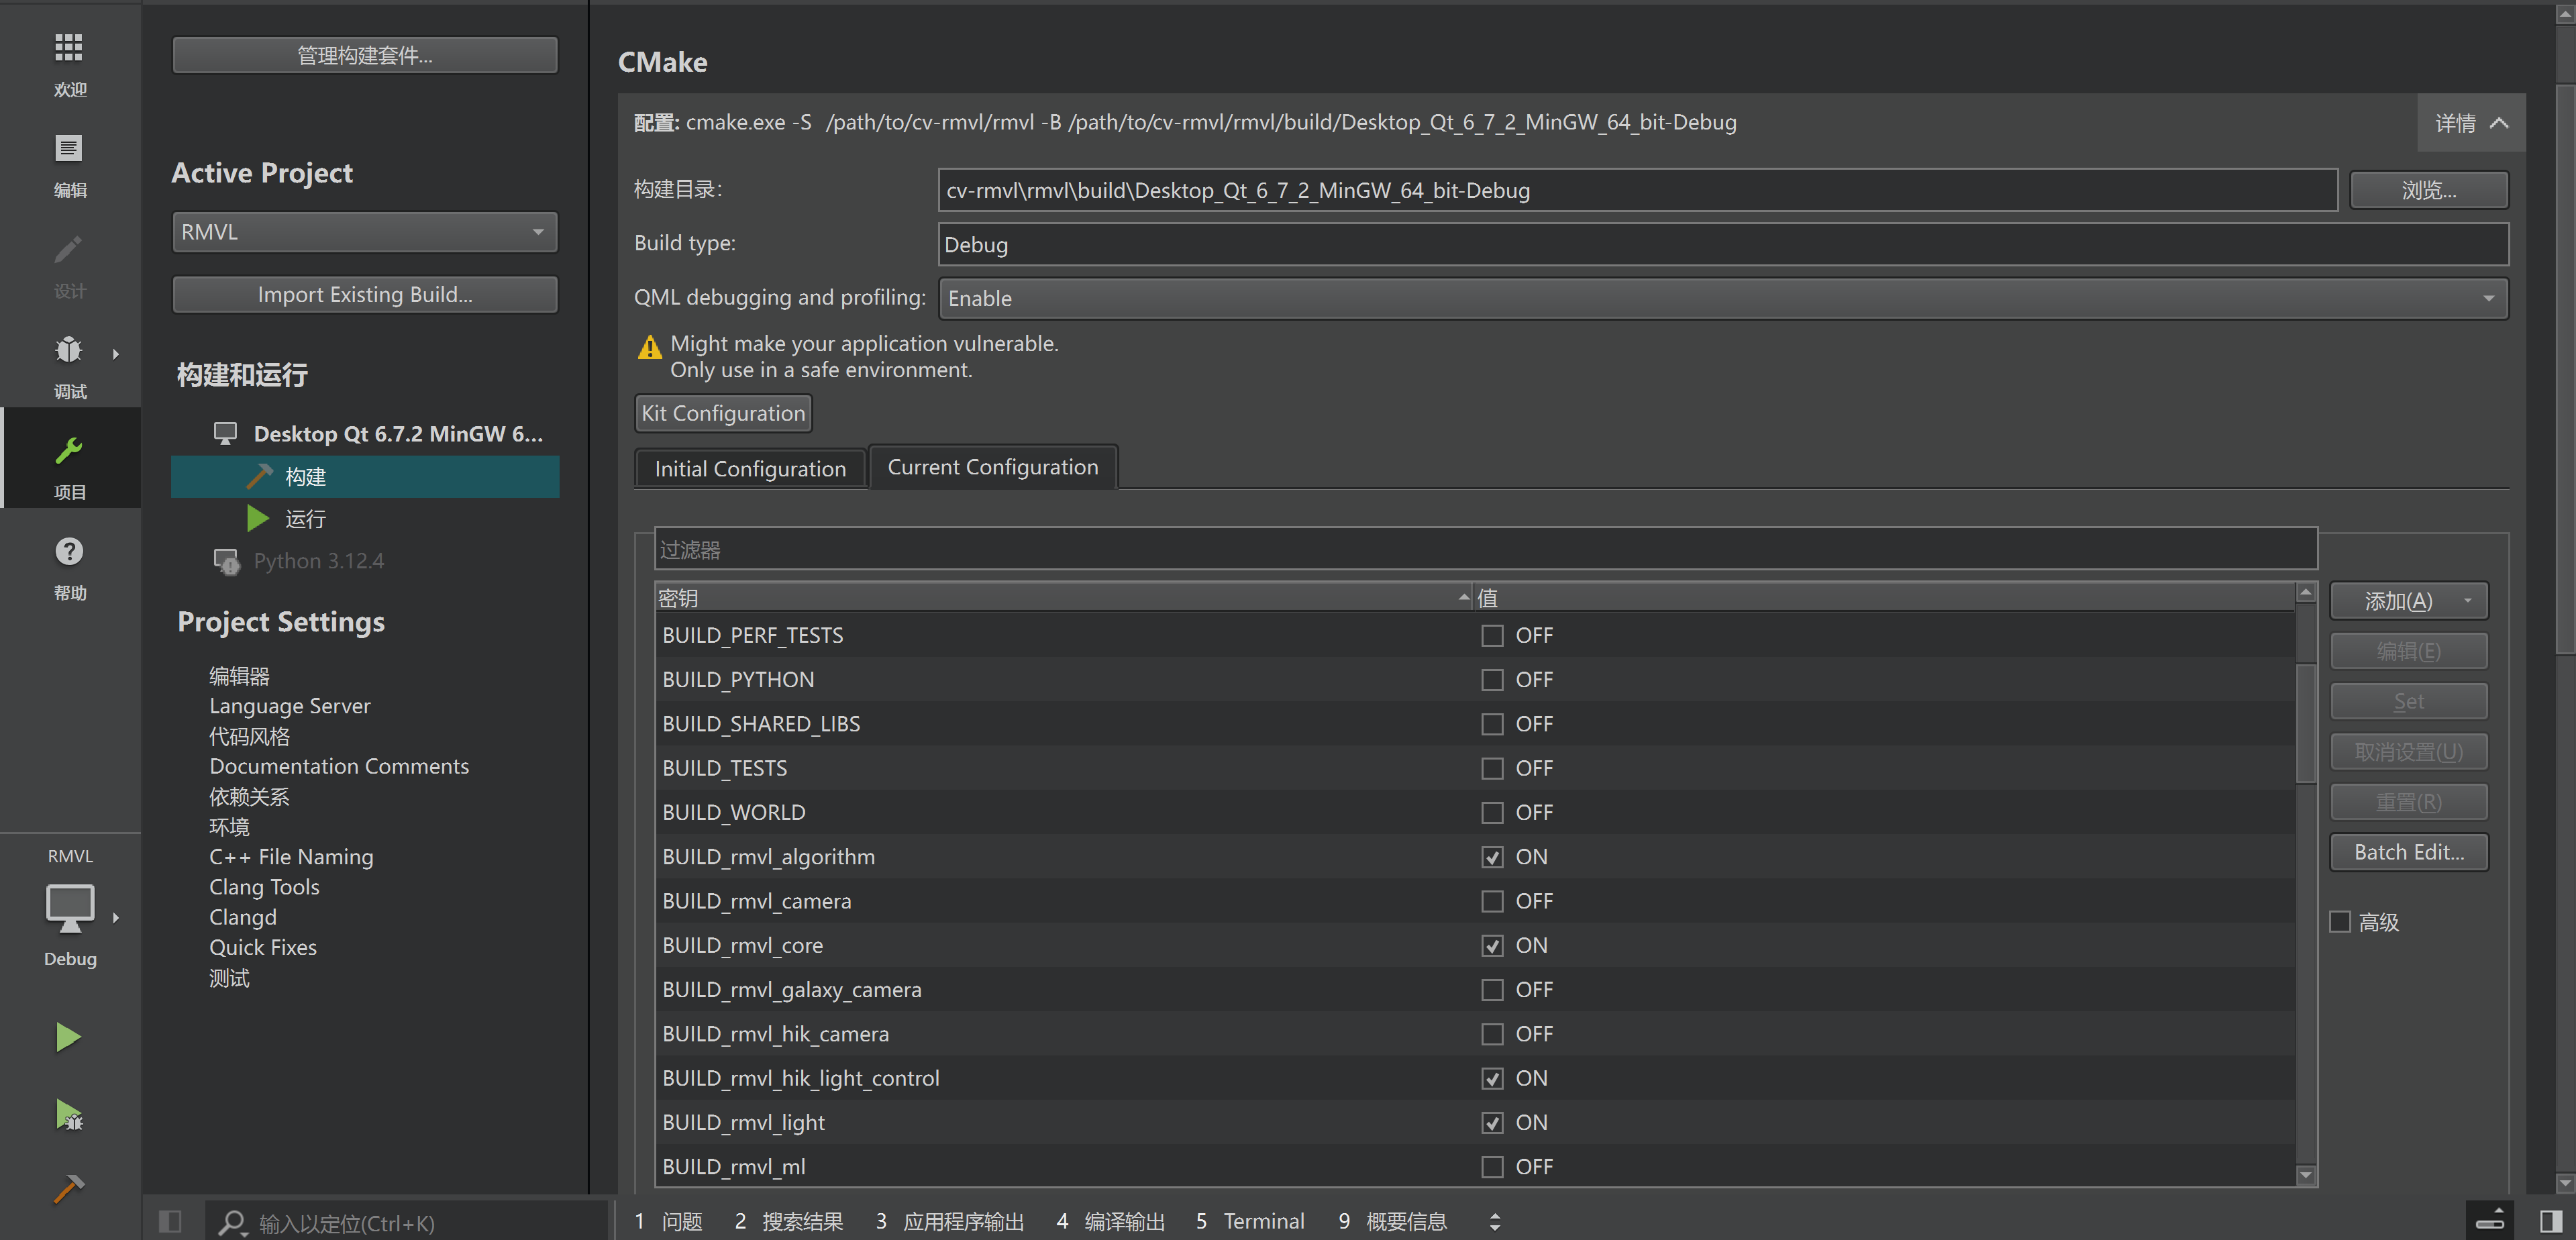 欢迎
编辑
设计
调试
项目
帮助
RMVL
Debug
管理构建套件...
Active Project
RMVL
Import Existing Build...
构建和运行
Desktop Qt 6.7.2 MinGW 6...
构建
运行
Python 3.12.4
Project Settings
编辑器
Language Server
代码风格
Documentation Comments
依赖关系
环境
C++ File Naming
Clang Tools
Clangd
Quick Fixes
测试
CMake
配置: cmake.exe -S /path/to/cv-rmvl/rmvl -B /path/to/cv-rmvl/rmvl/build/Desktop_Qt_6_7_2_MinGW_64_bit-Debug
详情
构建目录: cv-rmvl\rmvl\build\Desktop_Qt_6_7_2_MinGW_64_bit-Debug 浏览...
Build type: Debug
QML debugging and profiling: Enable
Might make your application vulnerable.
Only use in a safe environment.
Kit Configuration
Initial Configuration Current Configuration
过滤器
密钥 值
BUILD_PERF_TESTS OFF
BUILD_PYTHON OFF
BUILD_SHARED_LIBS OFF
BUILD_TESTS OFF
BUILD_WORLD OFF
BUILD_rmvl_algorithm ON
BUILD_rmvl_camera OFF
BUILD_rmvl_core ON
BUILD_rmvl_galaxy_camera OFF
BUILD_rmvl_hik_camera OFF
BUILD_rmvl_hik_light_control ON
BUILD_rmvl_light ON
BUILD_rmvl_ml OFF
添加(A)
编辑(E)
Set
取消设置(U)
重置(R)
Batch Edit...
高级
输入以定位(Ctrl+K)
1 问题 2 搜索结果 3 应用程序输出 4 编译输出 5 Terminal 9 概要信息